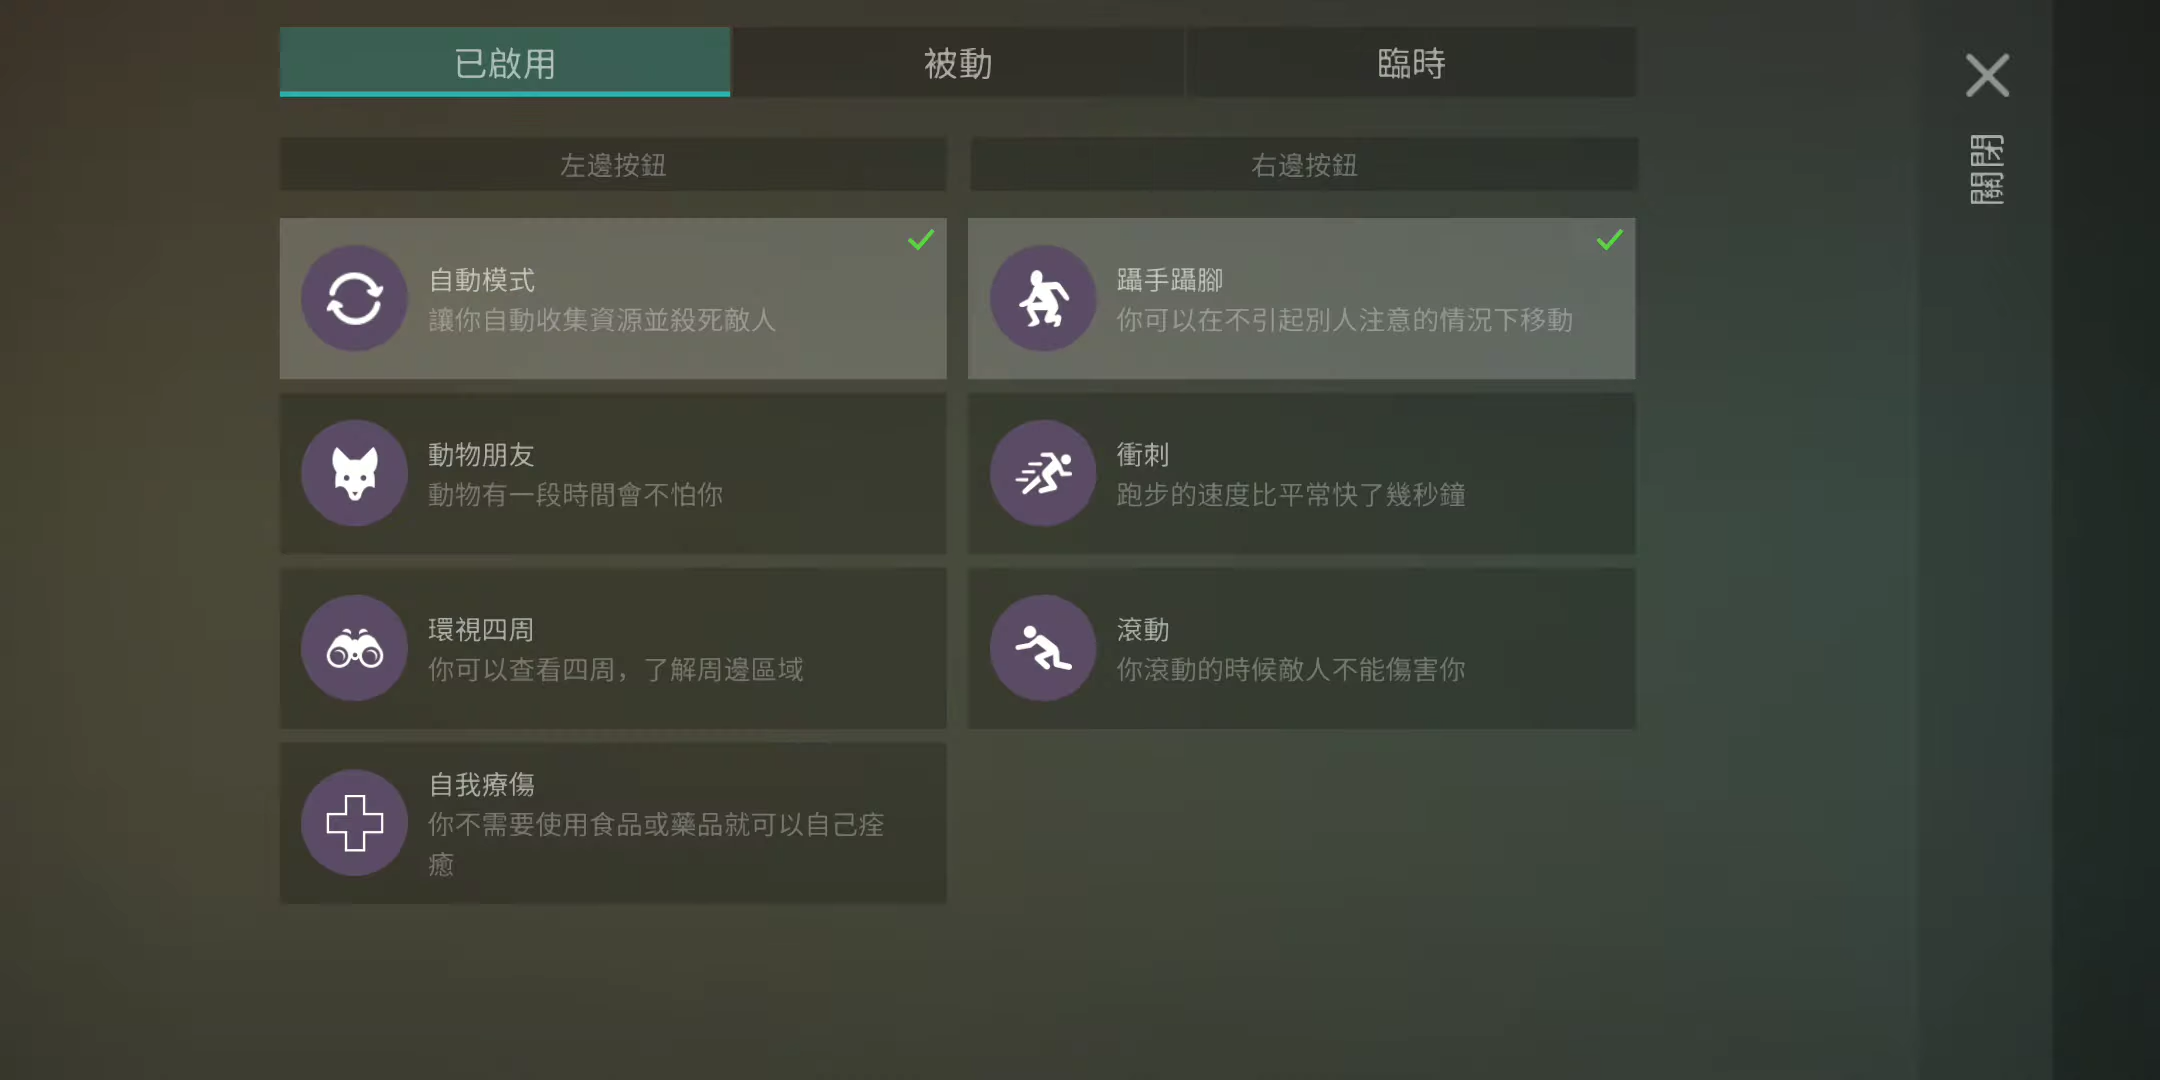 已啟用
被動
臨時
關閉
左邊按鈕
右邊按鈕
自動模式
讓你自動收集資源並殺死敵人
躡手躡腳
你可以在不引起別人注意的情況下移動
動物朋友
動物有一段時間會不怕你
衝刺
跑步的速度比平常快了幾秒鐘
環視四周
你可以查看四周，了解周邊區域
滾動
你滾動的時候敵人不能傷害你
自我療傷
你不需要使用食品或藥品就可以自己痊
癒